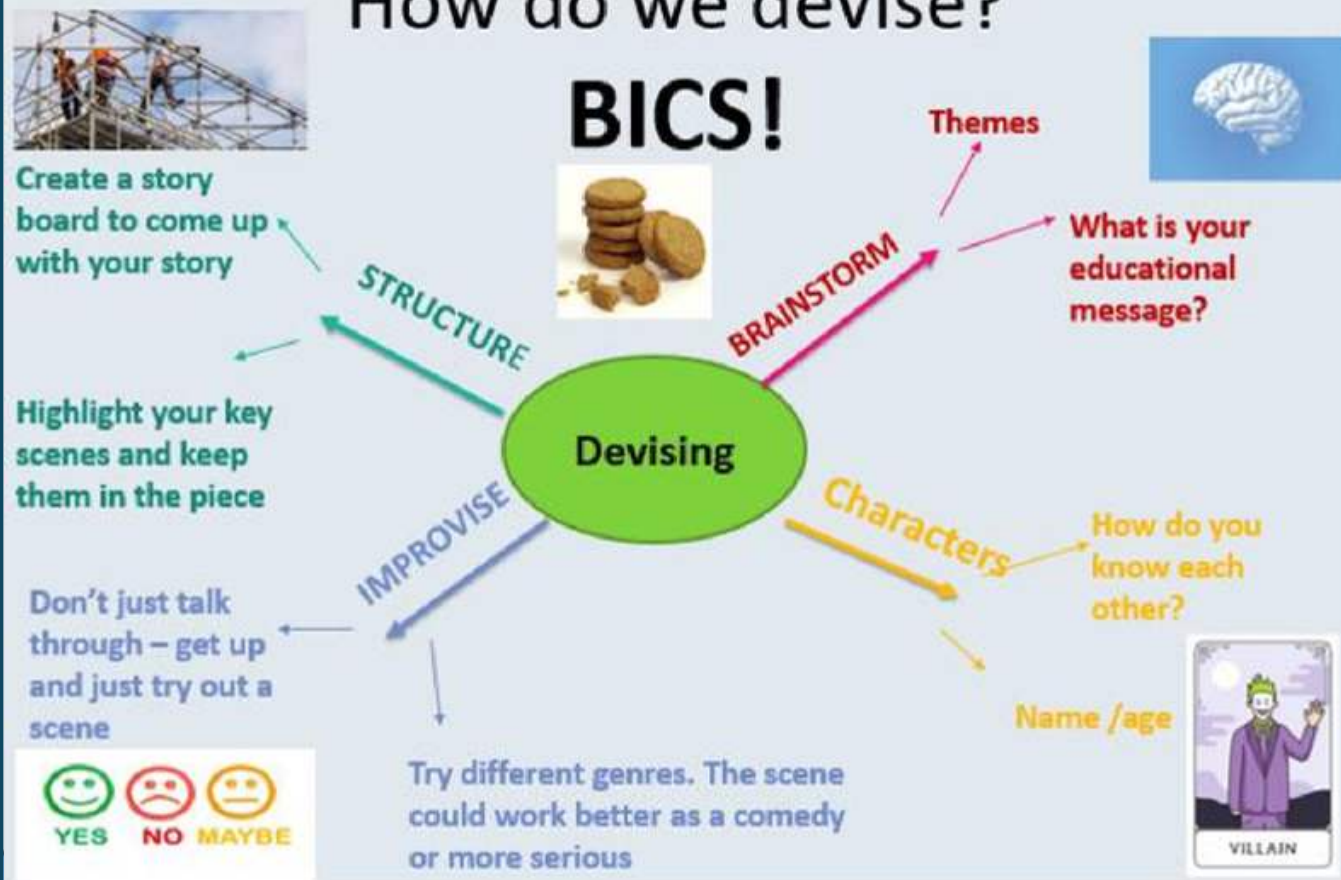 How do we devise?
BICS!
Themes
What is your
educational
message?
BRAINSTORM
Create a story
board to come up
with your story
STRUCTURE
Highlight your key
scenes and keep
them in the piece
Devising
Characters
How do you
know each
other?
Name /age
IMPROVISE
Don't just talk
through – get up
and just try out a
scene
Try different genres. The scene
could work better as a comedy
or more serious
YES NO MAYBE
VILLAIN